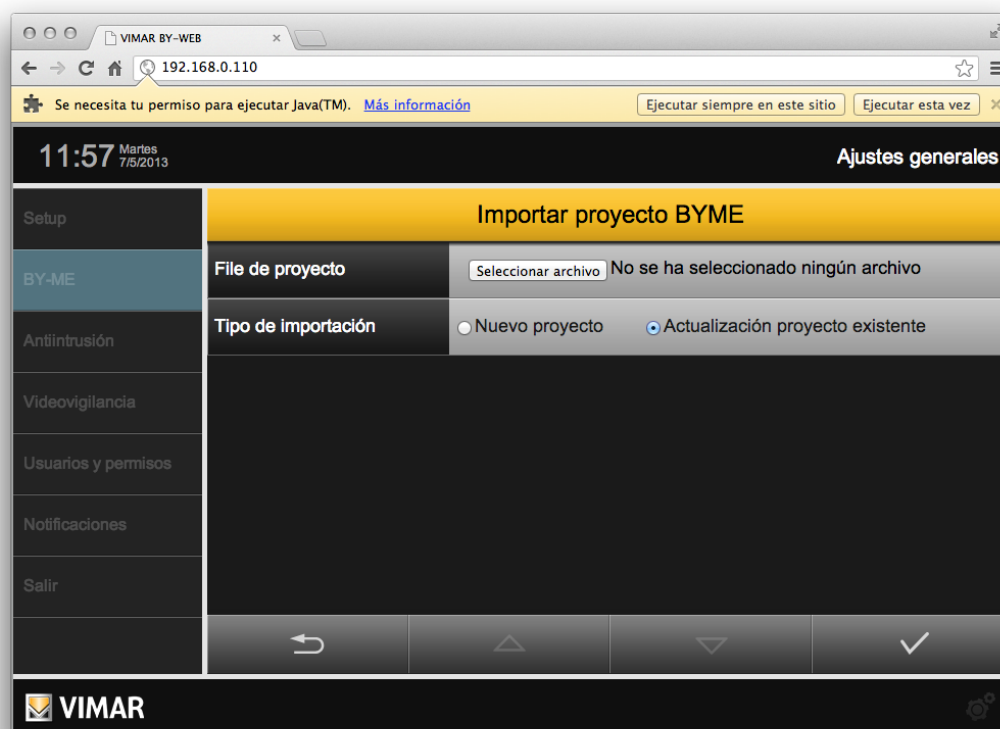 VIMAR BY-WEB
192.168.0.110
Se necesita tu permiso para ejecutar Java(TM). Más información Ejecutar siempre en este sitio Ejecutar esta vez
11:57 Martes 7/5/2013 Ajustes generales
Importar proyecto BYME
Setup
File de proyecto Seleccionar archivo No se ha seleccionado ningún archivo
BY-ME
Tipo de importación Nuevo proyecto Actualización proyecto existente
Antiintrusión
Videovigilancia
Usuarios y permisos
Notificaciones
Salir
VIMAR